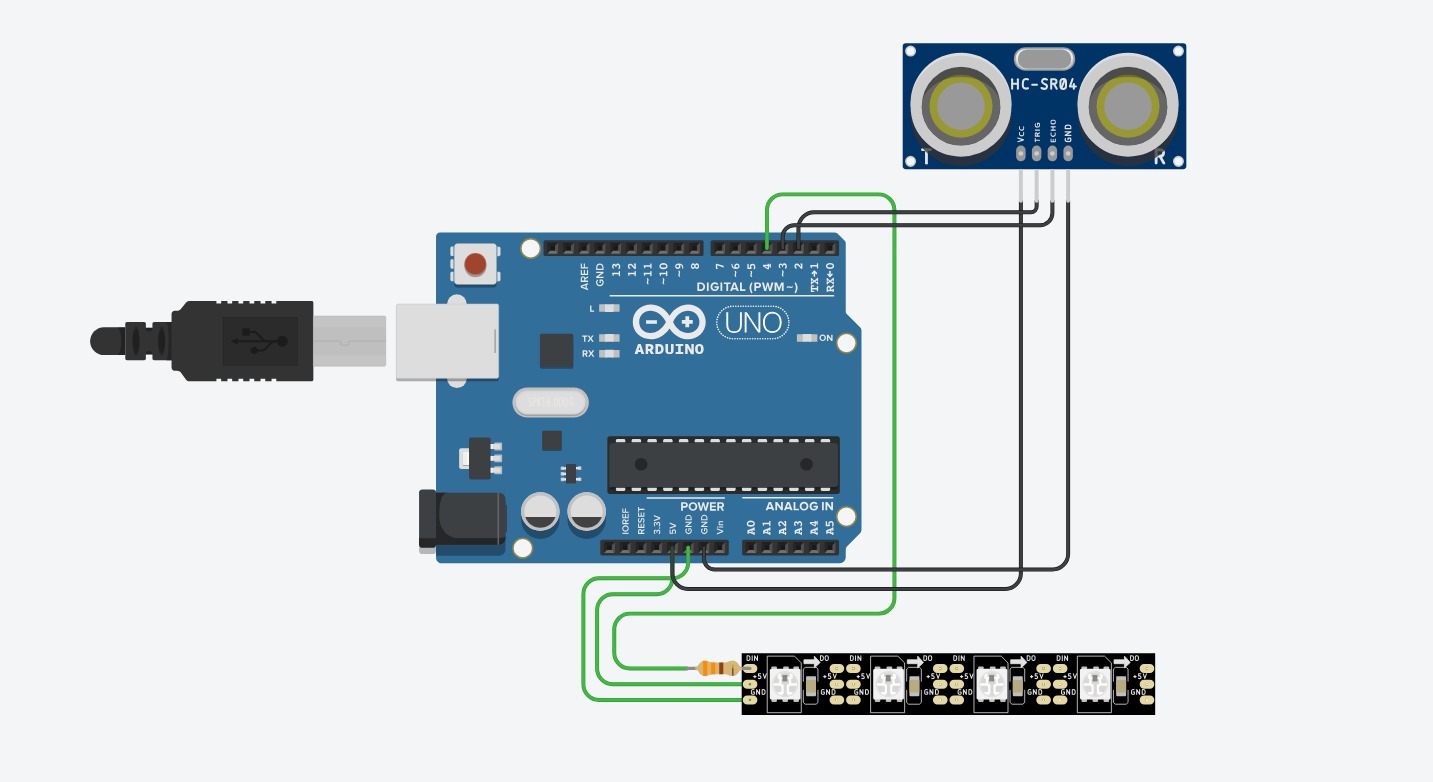 HC-SR04
Vcc
TRIG
ECHO
GND
T
R
AREF
GND
13
12
~11
~10
~9
8
7
~6
~5
4
~3
2
TX→1
RX←0
DIGITAL (PWM~)
L
TX
RX
ARDUINO
UNO
ON
POWER
ANALOG IN
IOREF
RESET
3.3V
5V
GND
GND
Vin
A0
A1
A2
A3
A4
A5
DIN DO DIN DO DIN DO DIN DO
+5V +5V +5V +5V +5V +5V +5V
GND GND GND GND GND GND GND